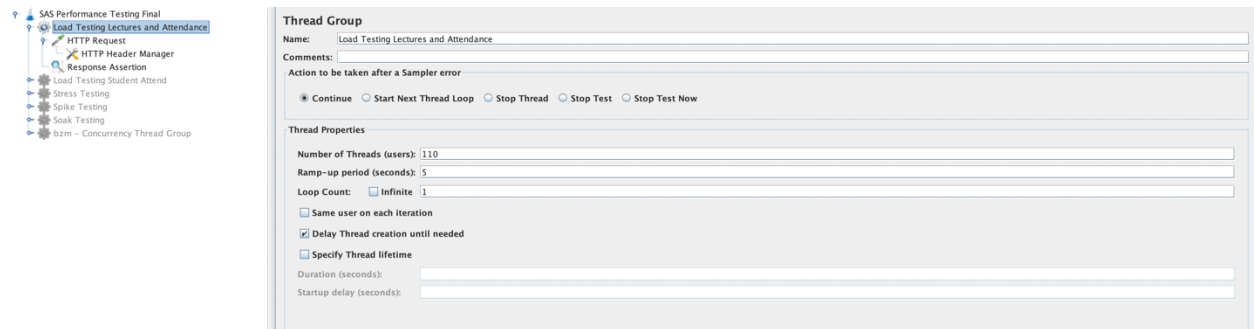 SAS Performance Testing Final
Load Testing Lectures and Attendance
HTTP Request
HTTP Header Manager
Response Assertion
Load Testing Student Attend
Stress Testing
Spike Testing
Soak Testing
bzm - Concurrency Thread Group
Thread Group
Name: Load Testing Lectures and Attendance
Comments:
Action to be taken after a Sampler error
Continue Start Next Thread Loop Stop Thread Stop Test Stop Test Now
Thread Properties
Number of Threads (users): 110
Ramp-up period (seconds): 5
Loop Count: Infinite 1
Same user on each iteration
Delay Thread creation until needed
Specify Thread lifetime
Duration (seconds):
Startup delay (seconds):